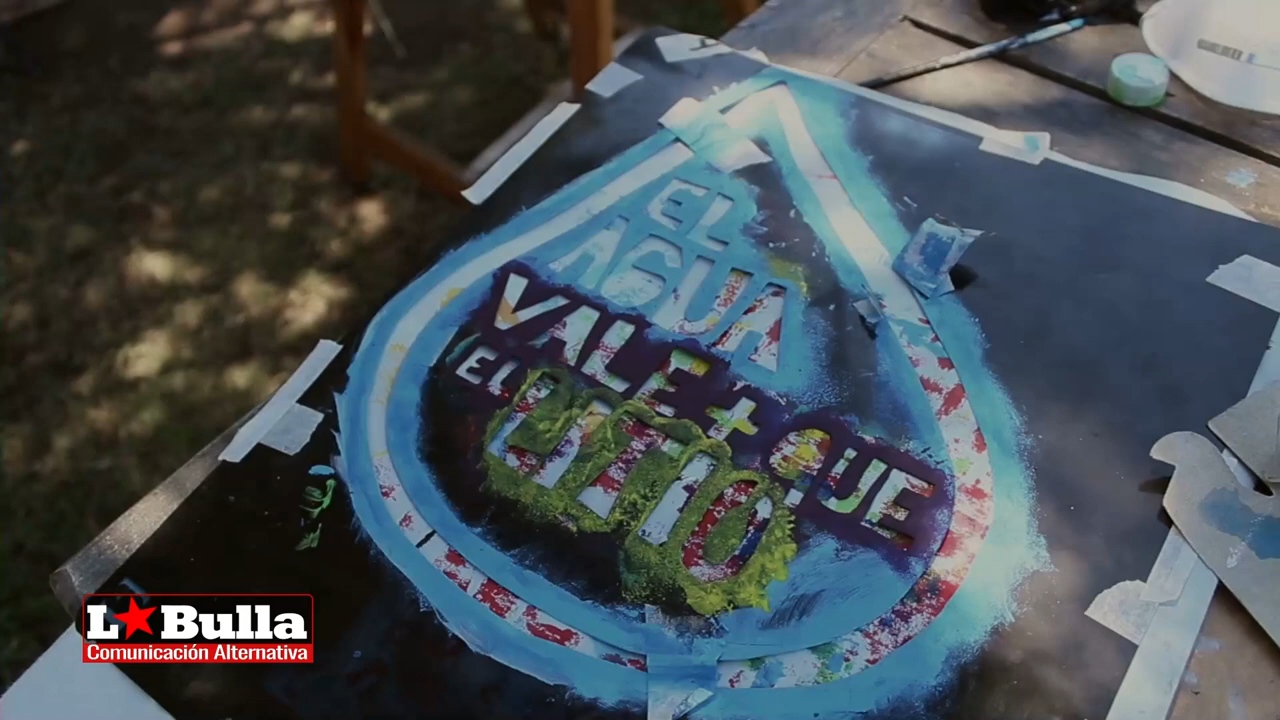 EL
AGUA
VALE + QUE
EL LITIO
La Bulla
Comunicación Alternativa